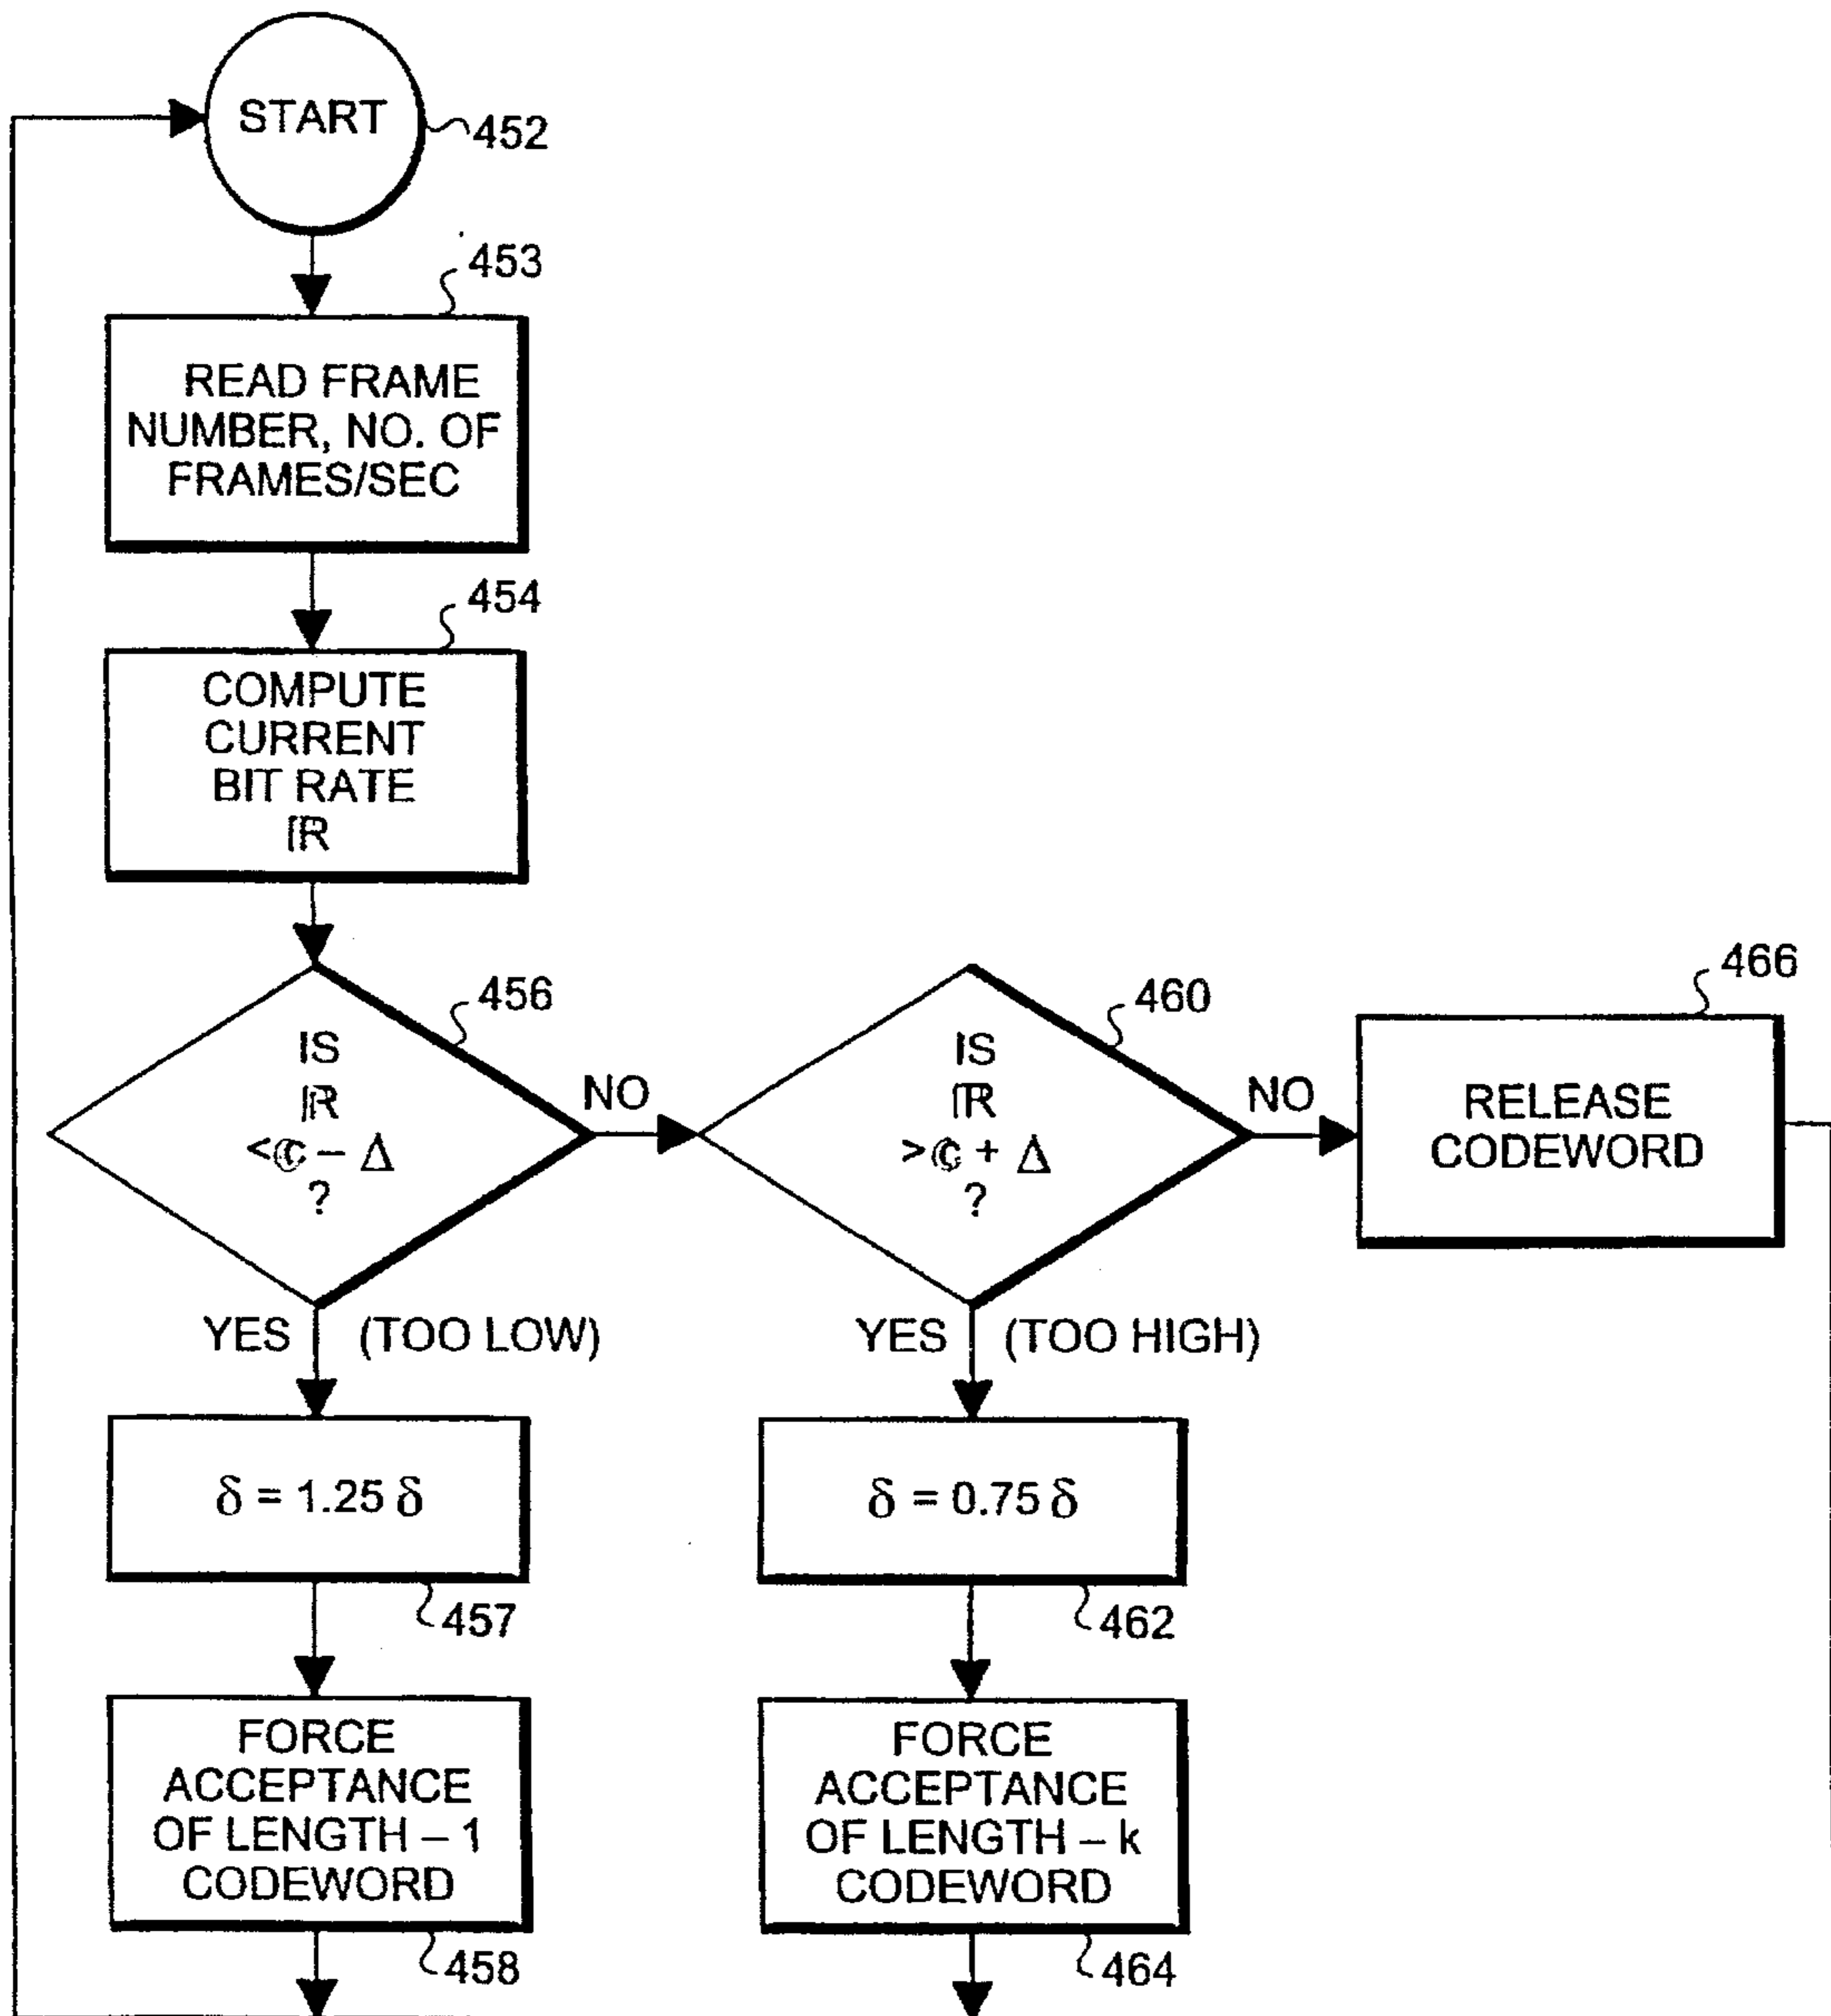 START
452
453
READ FRAME
NUMBER, NO. OF
FRAMES/SEC
454
COMPUTE
CURRENT
BIT RATE
ℝ
456
IS
ℝ
<ℂ – Δ
?
NO
460
IS
ℝ
>ℂ + Δ
?
NO
466
RELEASE
CODEWORD
YES (TOO LOW)
YES (TOO HIGH)
δ = 1.25 δ
457
δ = 0.75 δ
462
FORCE
ACCEPTANCE
OF LENGTH – 1
CODEWORD
458
FORCE
ACCEPTANCE
OF LENGTH – k
CODEWORD
464